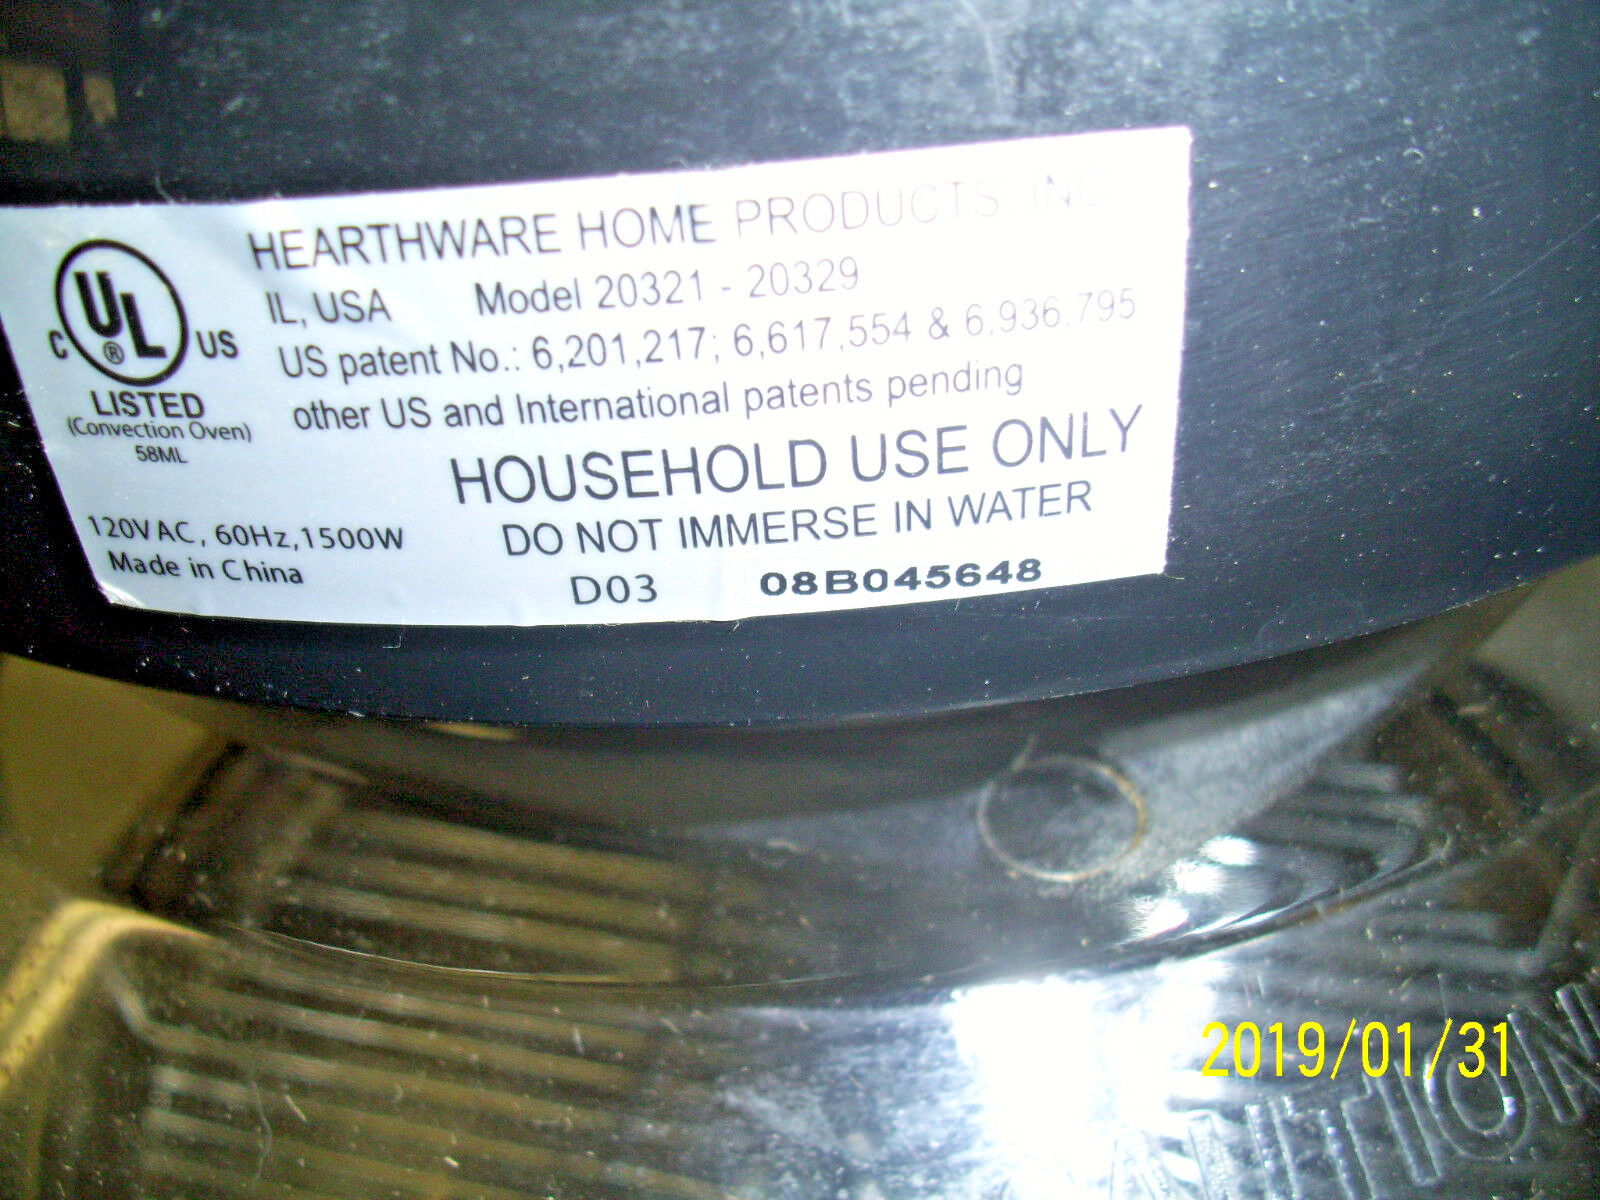 HEARTHWARE HOME PRODUCTS, INC
IL, USA Model 20321 - 20329
US patent No.: 6,201,217; 6,617,554 & 6,936,795
other US and International patents pending
HOUSEHOLD USE ONLY
DO NOT IMMERSE IN WATER
D03 08B045648
C UL ® US
LISTED
(Convection Oven)
58ML
120VAC, 60Hz, 1500W
Made in China
2019/01/31
CAUTION